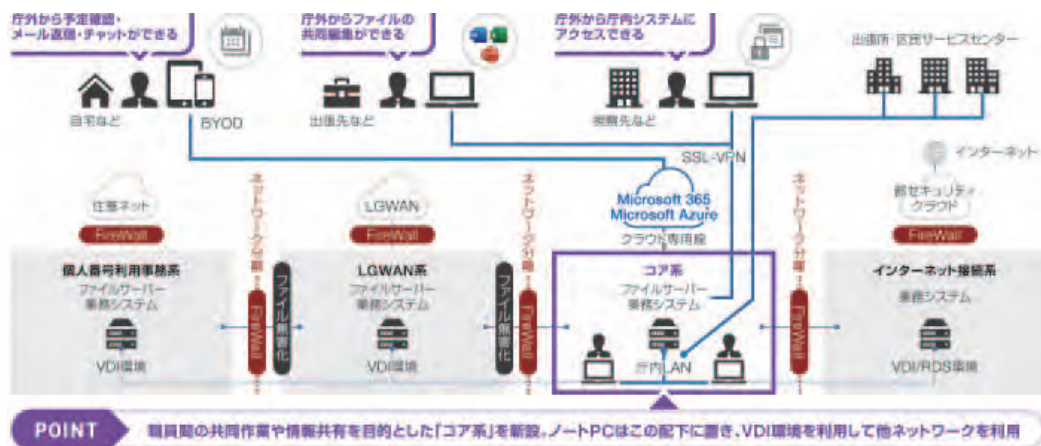 庁外から予定確認・
メール返信・チャットができる
庁外からファイルの
共同編集ができる
庁外から庁内システムに
アクセスできる
出張所・区民サービスセンター
自宅など
BYOD
出張先など
視察先など
SSL-VPN
インターネット
住基ネット
LGWAN
Microsoft 365
Microsoft Azure
都セキュリティ
クラウド
FireWall
FireWall
クラウド専用線
FireWall
ネットワーク分離
ネットワーク分離
ネットワーク分離
個人番号利用事務系
ファイルサーバー
業務システム
VDI環境
FireWall
ファイル無害化
LGWAN系
ファイルサーバー
業務システム
VDI環境
ファイル無害化
FireWall
コア系
ファイルサーバー
業務システム
庁内LAN
FireWall
インターネット接続系
業務システム
VDI/RDS環境
POINT 職員間の共同作業や情報共有を目的とした「コア系」を新設。ノートPCはこの配下に置き、VDI環境を利用して他ネットワークを利用